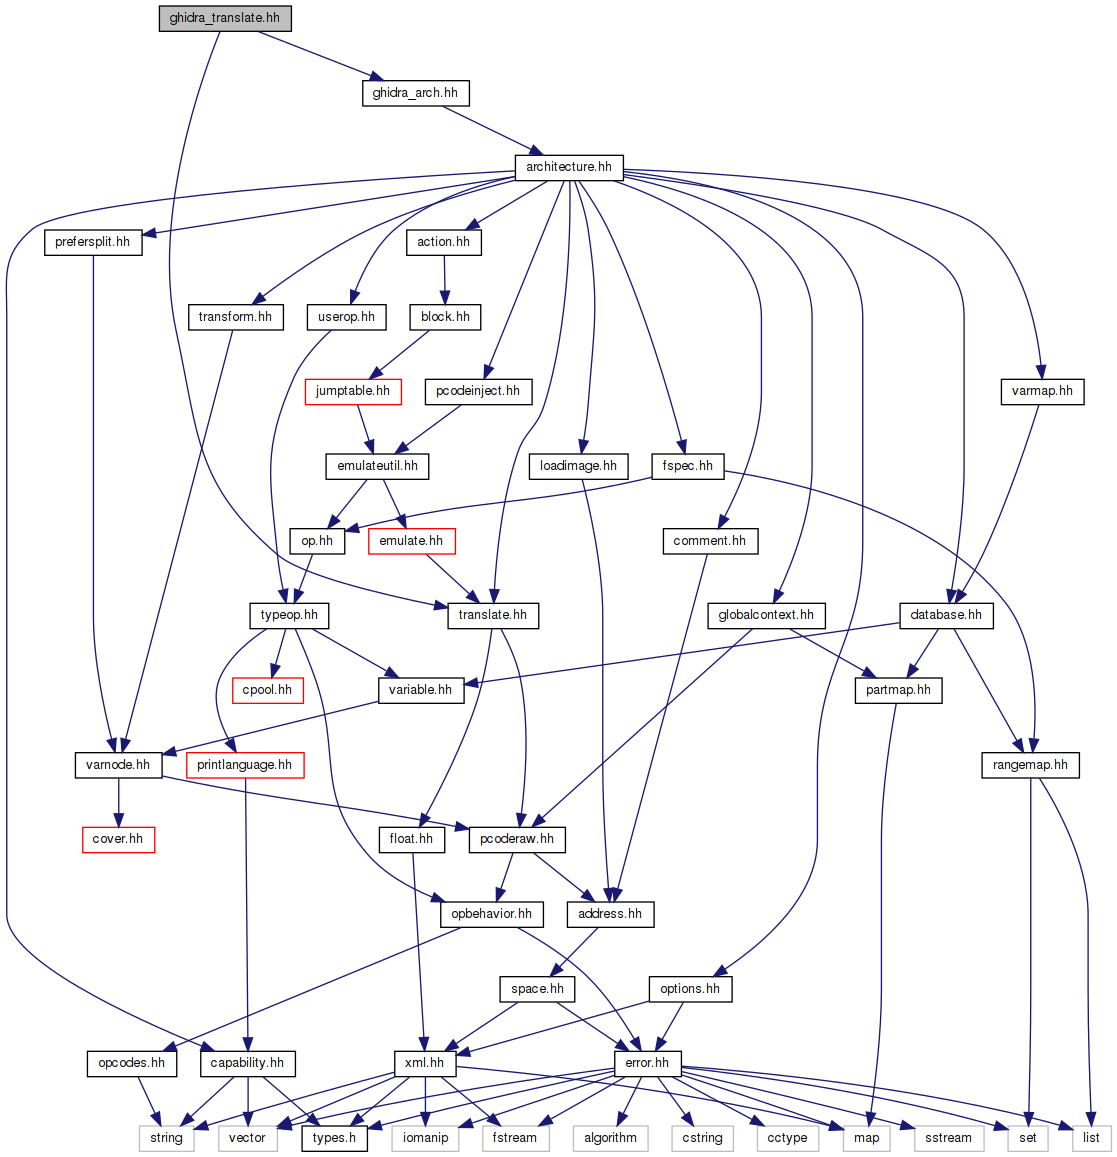 ghidra_translate.hh
ghidra_arch.hh
architecture.hh
prefersplit.hh
action.hh
transform.hh
userop.hh
block.hh
jumptable.hh
pcodeinject.hh
varmap.hh
emulateutil.hh
loadimage.hh
fspec.hh
op.hh
emulate.hh
comment.hh
typeop.hh
translate.hh
globalcontext.hh
database.hh
cpool.hh
variable.hh
partmap.hh
varnode.hh
printlanguage.hh
rangemap.hh
cover.hh
float.hh
pcoderaw.hh
opbehavior.hh
address.hh
space.hh
options.hh
opcodes.hh
capability.hh
xml.hh
error.hh
string
vector
types.h
iomanip
fstream
algorithm
cstring
cctype
map
sstream
set
list